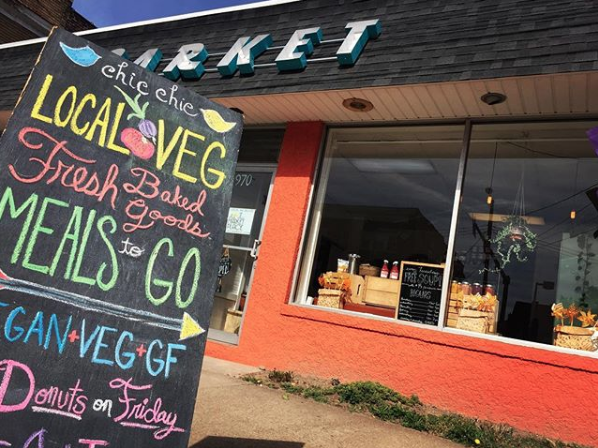 MARKET
chic chic
LOCAL VEG
Fresh Baked
Goods
MEALS to GO
VEGAN + VEG + GF
Donuts on Friday
970